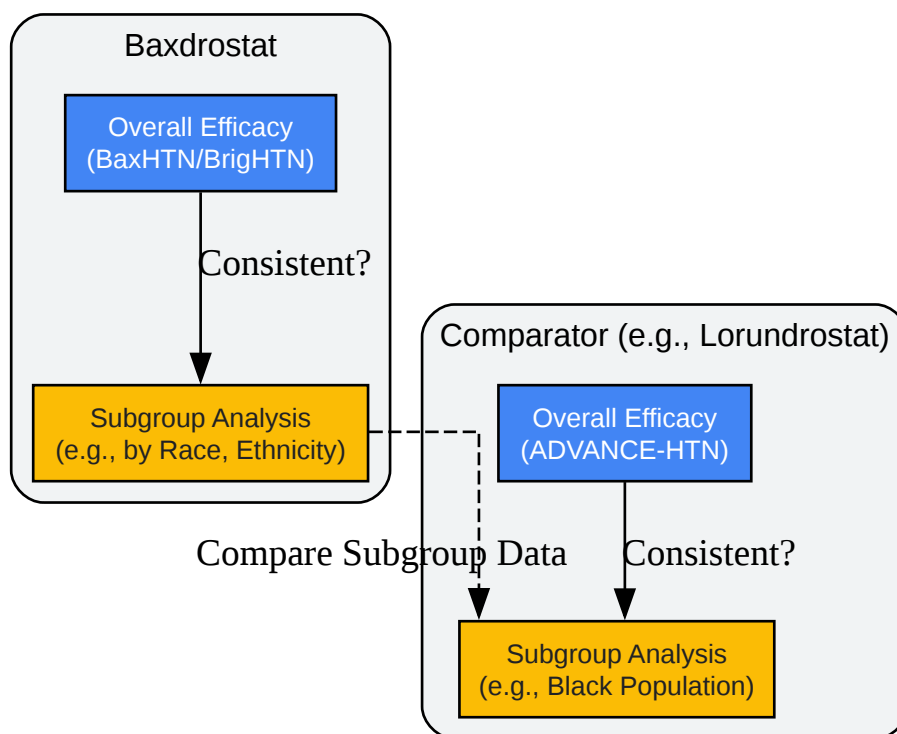 Baxdrostat
Overall Efficacy
(BaxHTN/BrigHTN)
Consistent?
Subgroup Analysis
(e.g., by Race, Ethnicity)
Comparator (e.g., Lorundrostat)
Overall Efficacy
(ADVANCE-HTN)
Compare Subgroup Data
Consistent?
Subgroup Analysis
(e.g., Black Population)